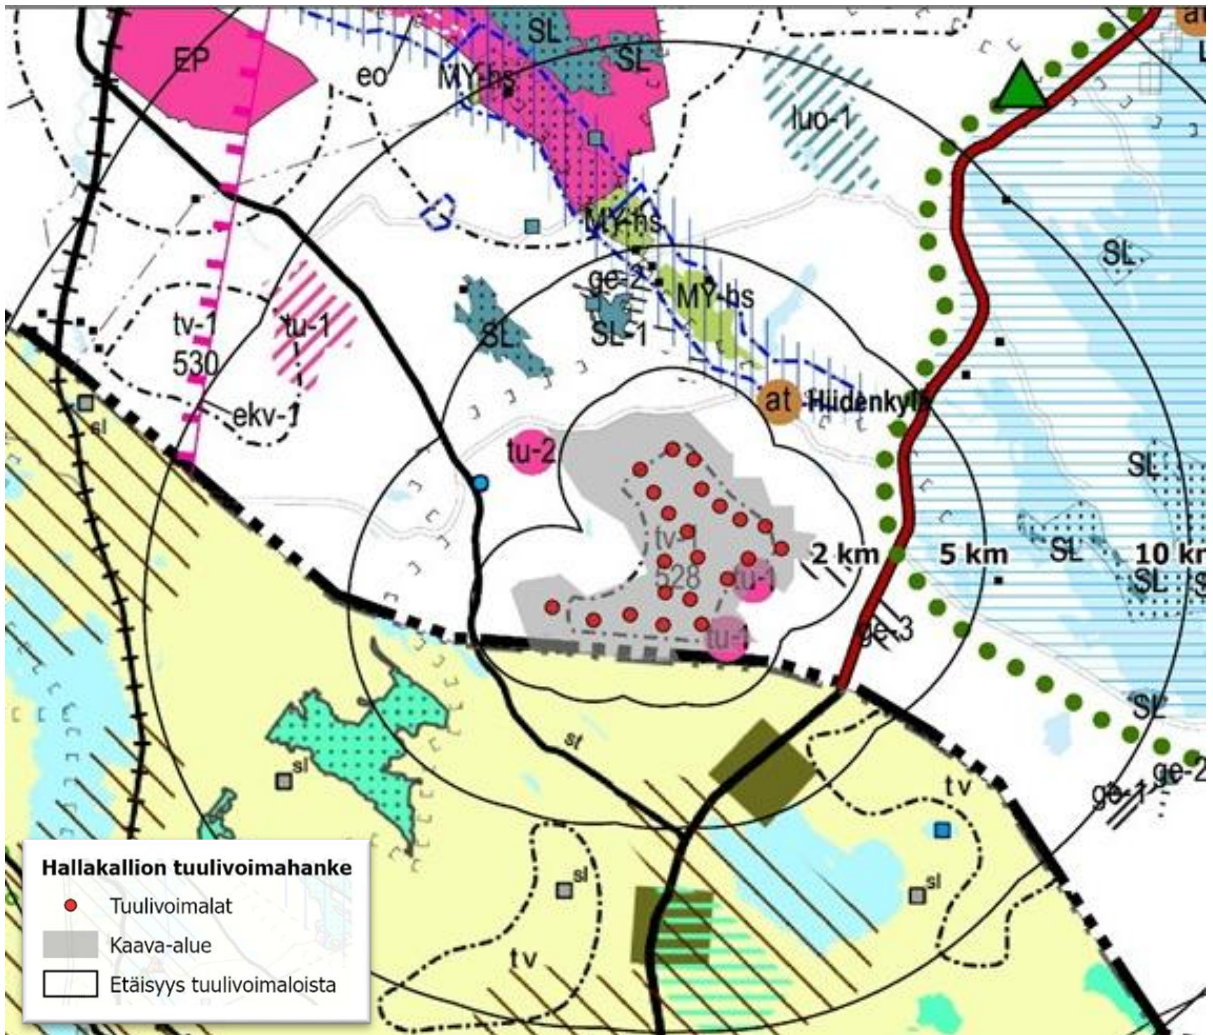 SL
EP
SL
at
eo
MY-hs
luo-1
MY-hs
SL
ge-2
MY-hs
tv-1
530
tu-1
SL
SL-1
ekv-1
at
Hiidenkylä
sl
tu-2
SL
tv-1
528
2 km
5 km
10 km
SL
tu-1
SL
S
tu-1
ge-3
SL
st
sl
tv
ge-2
ge-1
sl
sl
tv
Hallakallion tuulivoimahanke
Tuulivoimalat
Kaava-alue
Etäisyys tuulivoimaloista